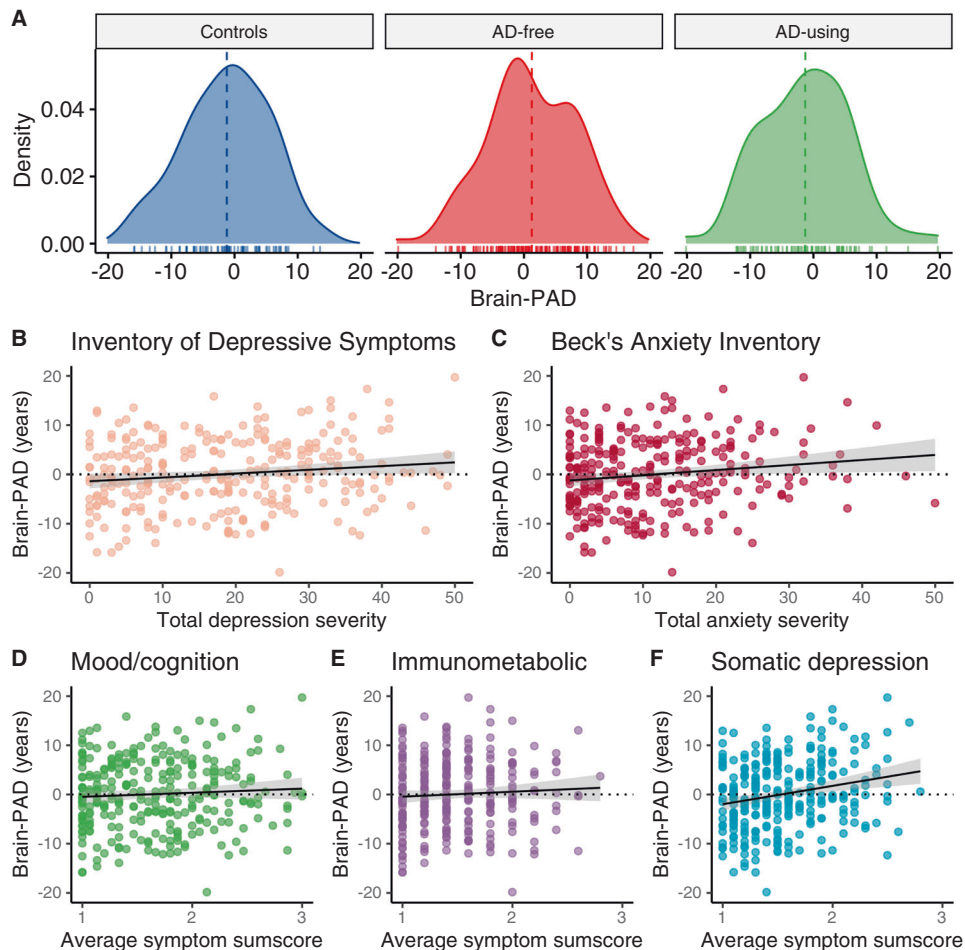 A
Controls
AD-free
AD-using
Density
0.04
0.02
0.00
-20 -10 0 10 20
-20 -10 0 10 20
-20 -10 0 10 20
Brain-PAD
B Inventory of Depressive Symptoms
Brain-PAD (years)
20
10
0
-10
-20
0 10 20 30 40 50
Total depression severity
C Beck's Anxiety Inventory
Brain-PAD (years)
20
10
0
-10
-20
0 10 20 30 40 50
Total anxiety severity
D Mood/cognition
Brain-PAD (years)
20
10
0
-10
-20
1 2 3
Average symptom sumscore
E Immunometabolic
Brain-PAD (years)
20
10
0
-10
-20
1 2 3
Average symptom sumscore
F Somatic depression
Brain-PAD (years)
20
10
0
-10
-20
1 2 3
Average symptom sumscore